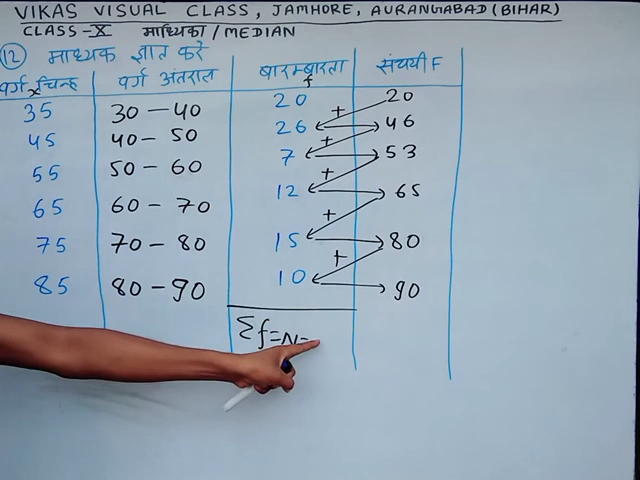 VIKAS VISUAL CLASS, JAMHORE, AURANGABAD (BIHAR)
CLASS-X माध्यिका / MEDIAN
(12) माध्यक ज्ञात करे
वर्ग चिन्ह x वर्ग अंतराल बारम्बारता f संचयी F
35 30-40 20 20
45 40-50 26 + 46
55 50-60 7 + 53
65 60-70 12 + 65
75 70-80 15 + 80
85 80-90 10 + 90
Σf=N=